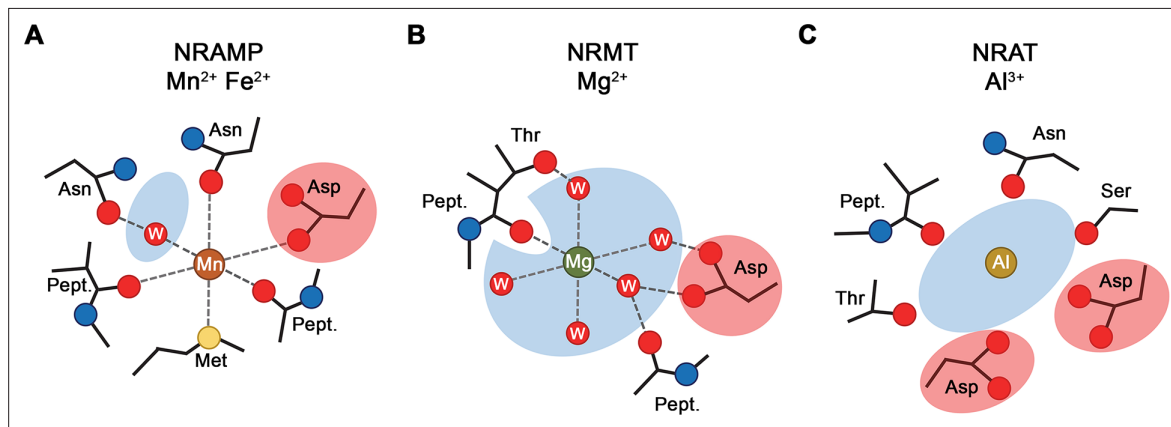 A
NRAMP
Mn²⁺ Fe²⁺
Asn
Asn
Asp
W
Mn
Pept.
Pept.
Met
B
NRMT
Mg²⁺
Thr
W
Pept.
W
Mg
Asp
W
W
W
Pept.
C
NRAT
Al³⁺
Asn
Pept.
Ser
Al
Asp
Thr
Asp